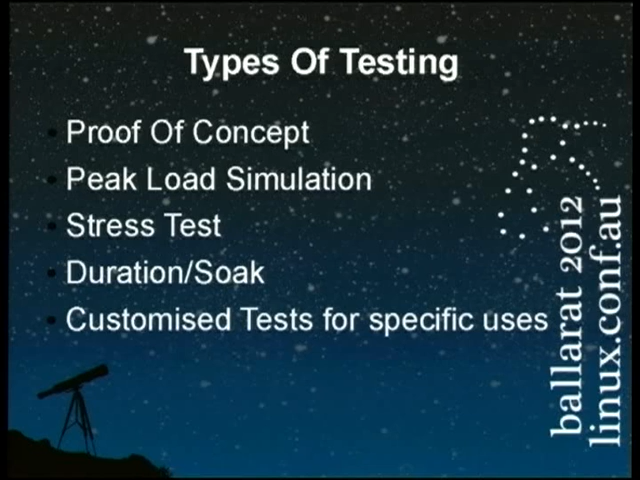 Types Of Testing
Proof Of Concept
Peak Load Simulation
Stress Test
Duration/Soak
Customised Tests for specific uses
ballarat 2012
linux.conf.au